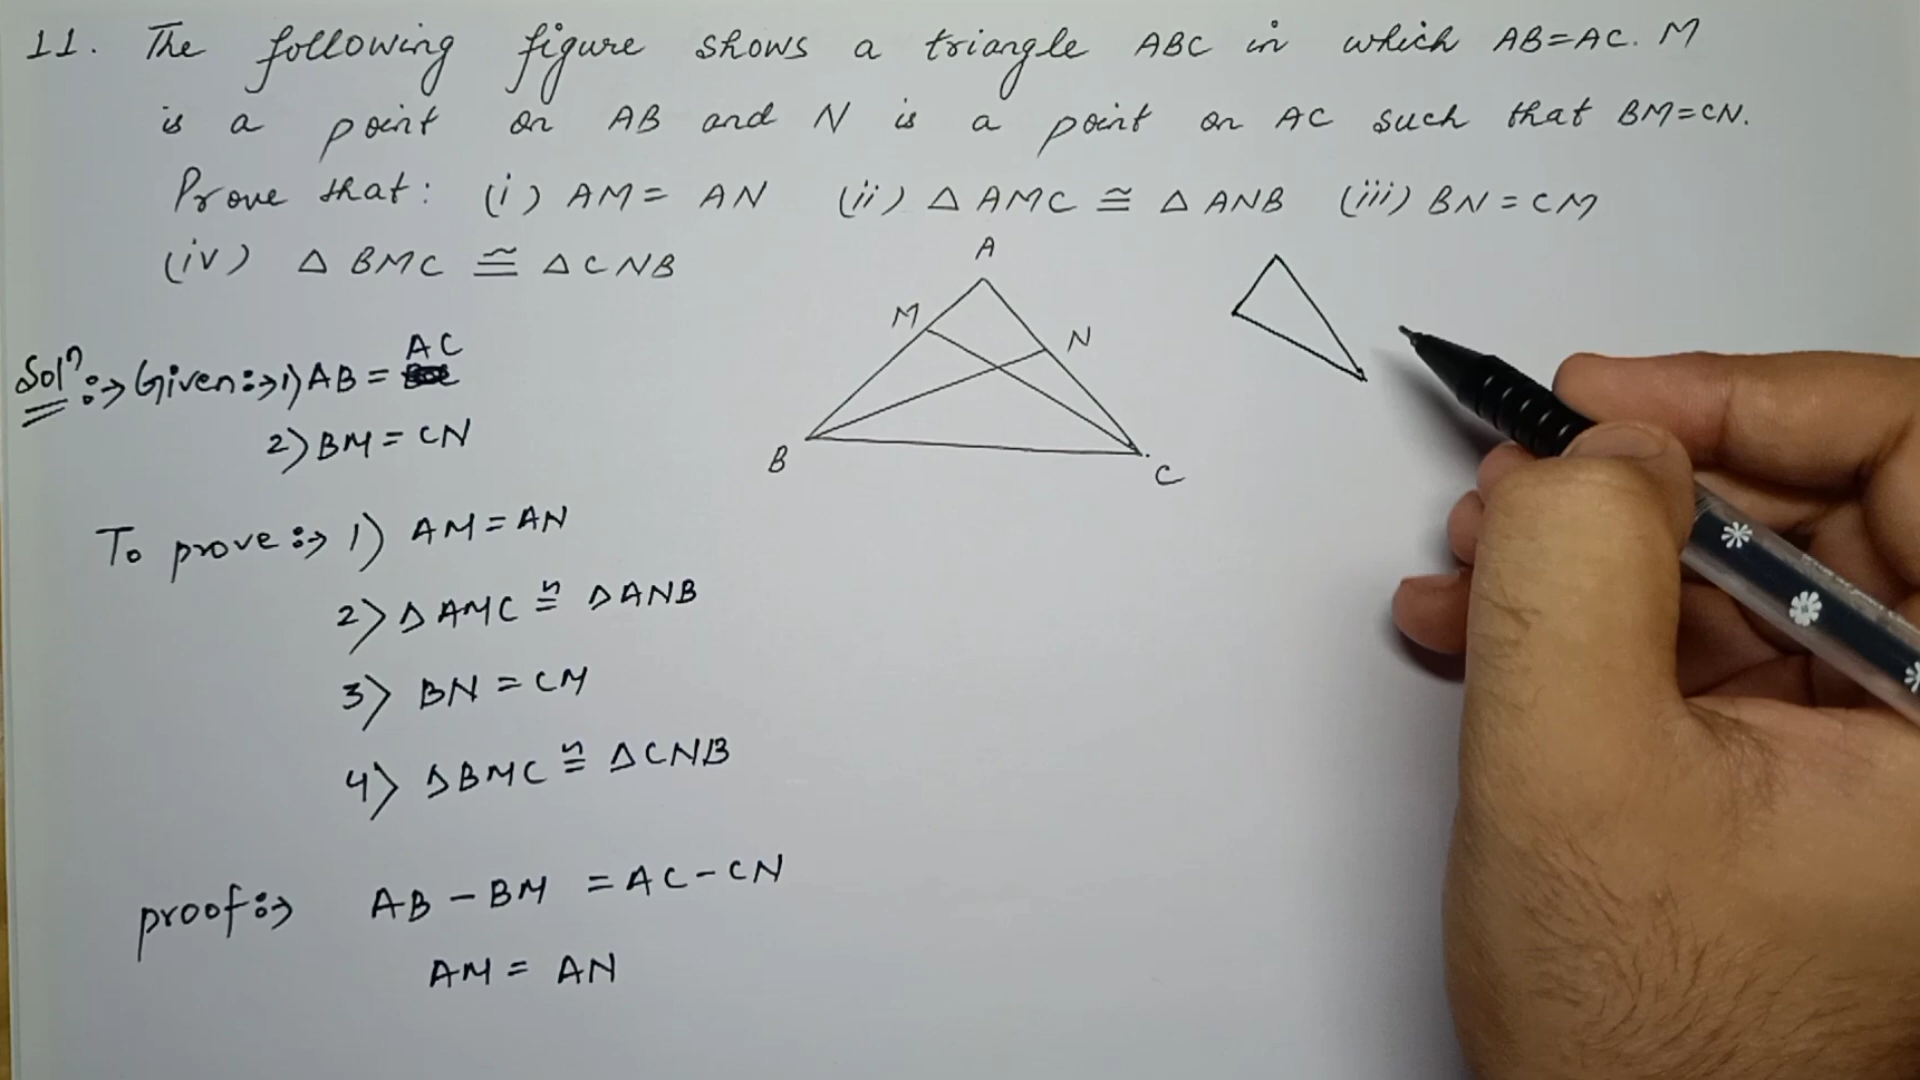 11. The following figure shows a triangle ABC in which AB=AC. M
is a point on AB and N is a point on AC such that BM=CN.
Prove that: (i) AM= AN (ii) △ AMC ≅ △ ANB (iii) BN = CM
(iv) △ BMC ≅ △ CNB
A
M
N
B
C
Solⁿ :→ Given :→ 1) AB = AC
2) BM = CN
To prove :→ 1) AM = AN
2) △ AMC ≅ △ ANB
3) BN = CM
4) △BMC ≅ △CNB
proof :→ AB - BM = AC - CN
AM = AN